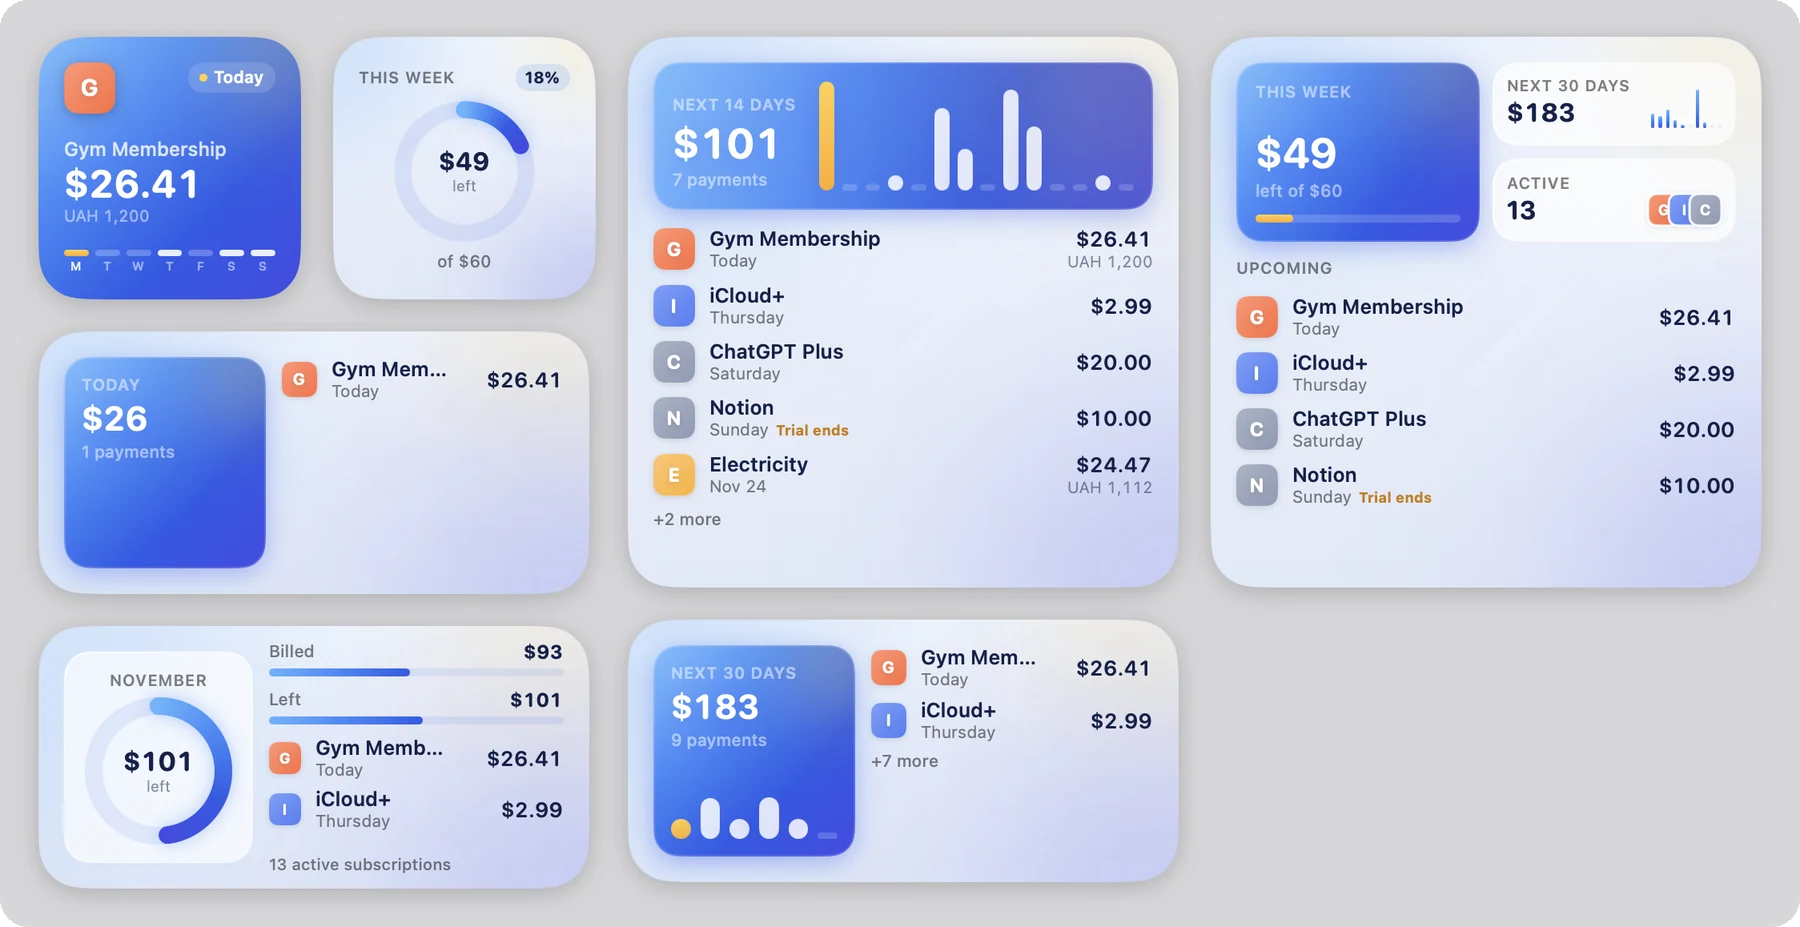 G
Today
Gym Membership
$26.41
UAH 1,200
M T W T F S S
THIS WEEK
18%
$49
left
of $60
TODAY
$26
1 payments
G
Gym Mem...
Today
$26.41
NOVEMBER
$101
left
Billed
$93
Left
$101
G
Gym Memb...
Today
$26.41
I
iCloud+
Thursday
$2.99
13 active subscriptions
NEXT 14 DAYS
$101
7 payments
G
Gym Membership
Today
$26.41
UAH 1,200
I
iCloud+
Thursday
$2.99
C
ChatGPT Plus
Saturday
$20.00
N
Notion
Sunday Trial ends
$10.00
E
Electricity
Nov 24
$24.47
UAH 1,112
+2 more
NEXT 30 DAYS
$183
9 payments
G
Gym Mem...
Today
$26.41
I
iCloud+
Thursday
$2.99
+7 more
THIS WEEK
$49
left of $60
NEXT 30 DAYS
$183
ACTIVE
13
G I C
UPCOMING
G
Gym Membership
Today
$26.41
I
iCloud+
Thursday
$2.99
C
ChatGPT Plus
Saturday
$20.00
N
Notion
Sunday Trial ends
$10.00